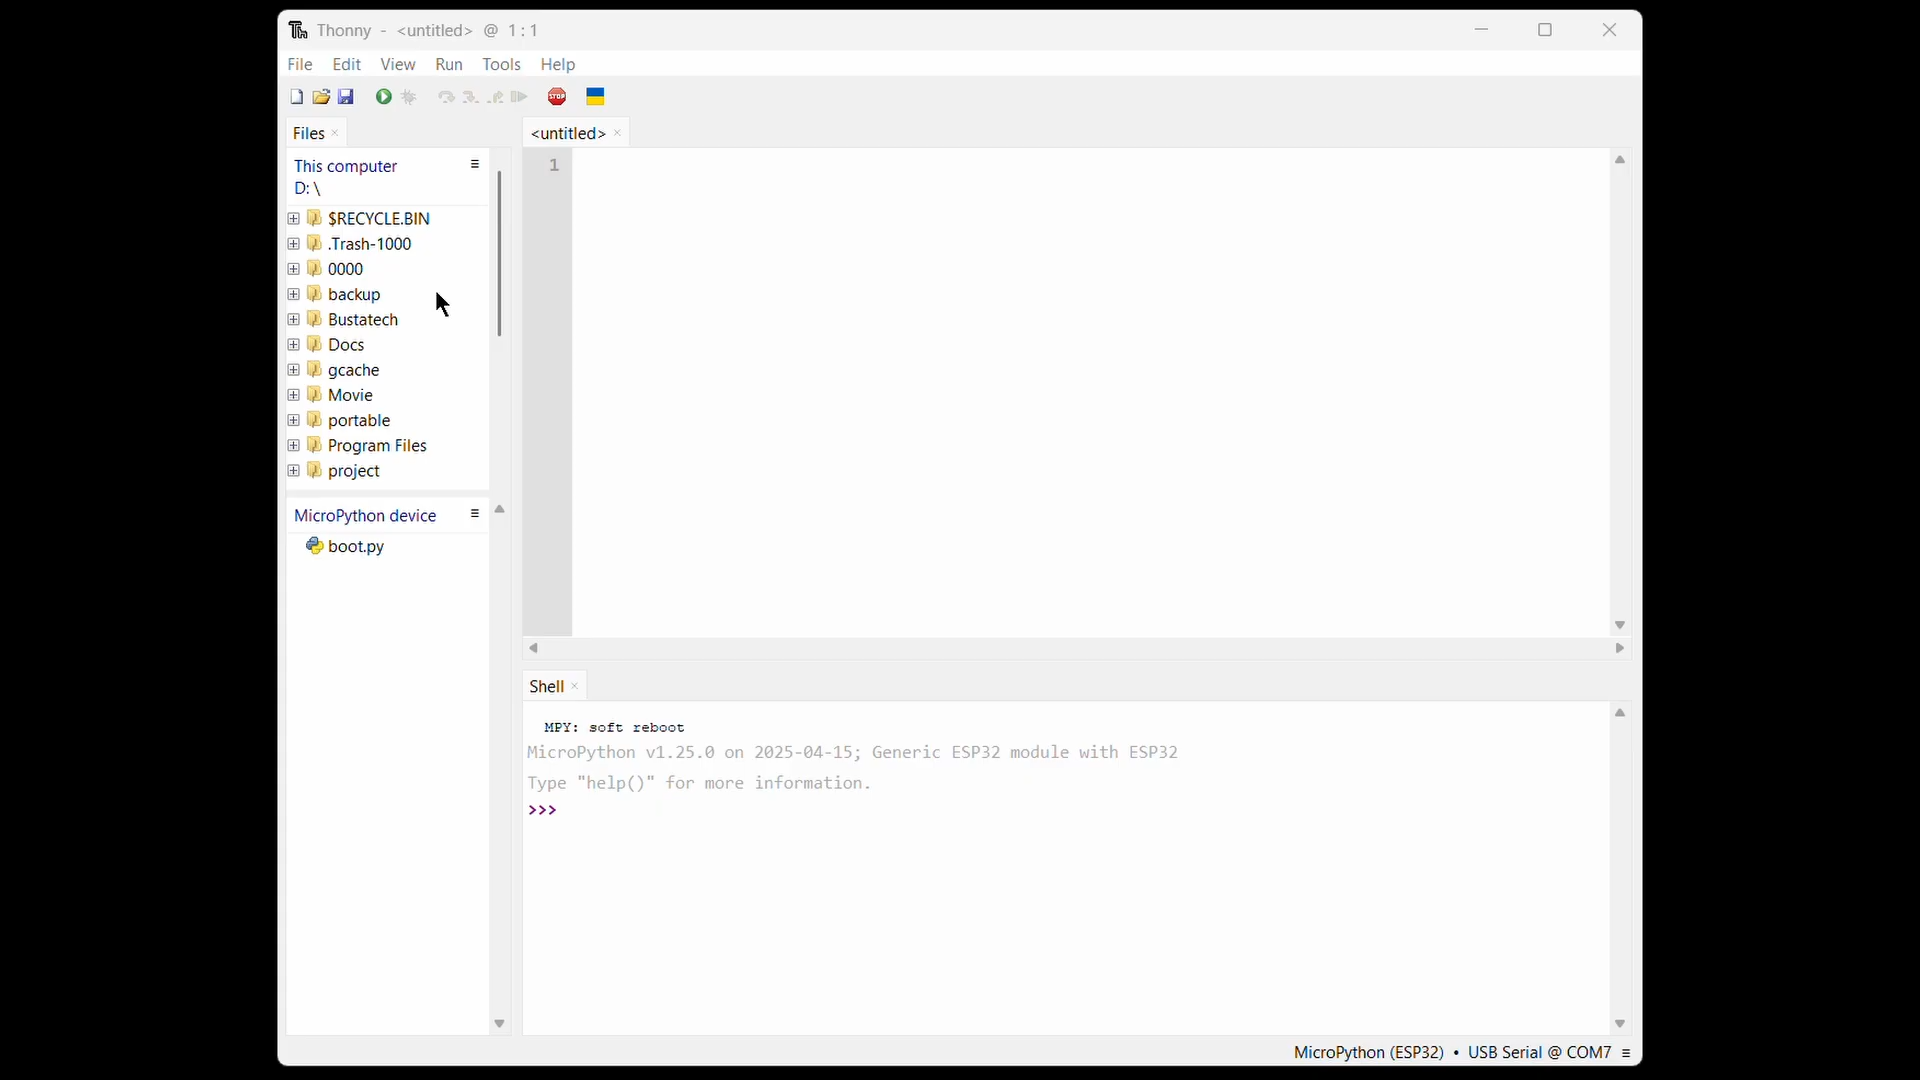 Thonny - <untitled> @ 1:1
File Edit View Run Tools Help
STOP
Files
<untitled>
This computer
D: \
1
$RECYCLE.BIN
.Trash-1000
0000
backup
Bustatech
Docs
gcache
Movie
portable
Program Files
project
MicroPython device
boot.py
Shell
MPY: soft reboot
MicroPython v1.25.0 on 2025-04-15; Generic ESP32 module with ESP32
Type "help()" for more information.
>>>
MicroPython (ESP32) • USB Serial @ COM7